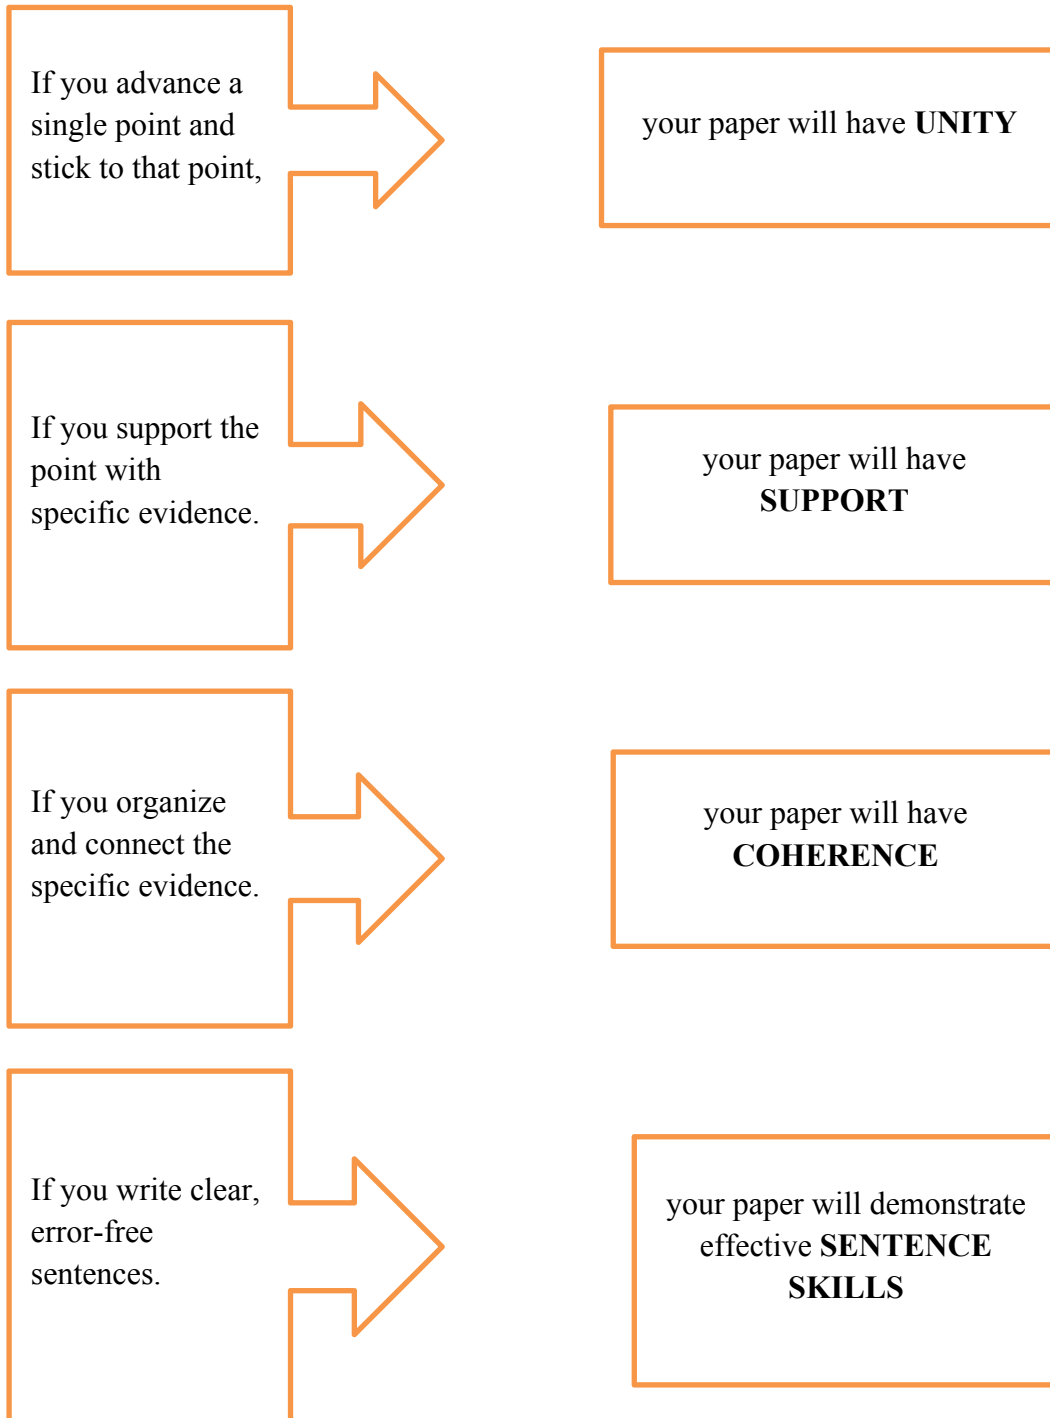 If you advance a
single point and
stick to that point,
your paper will have UNITY
If you support the
point with
specific evidence.
your paper will have
SUPPORT
If you organize
and connect the
specific evidence.
your paper will have
COHERENCE
If you write clear,
error-free
sentences.
your paper will demonstrate
effective SENTENCE
SKILLS